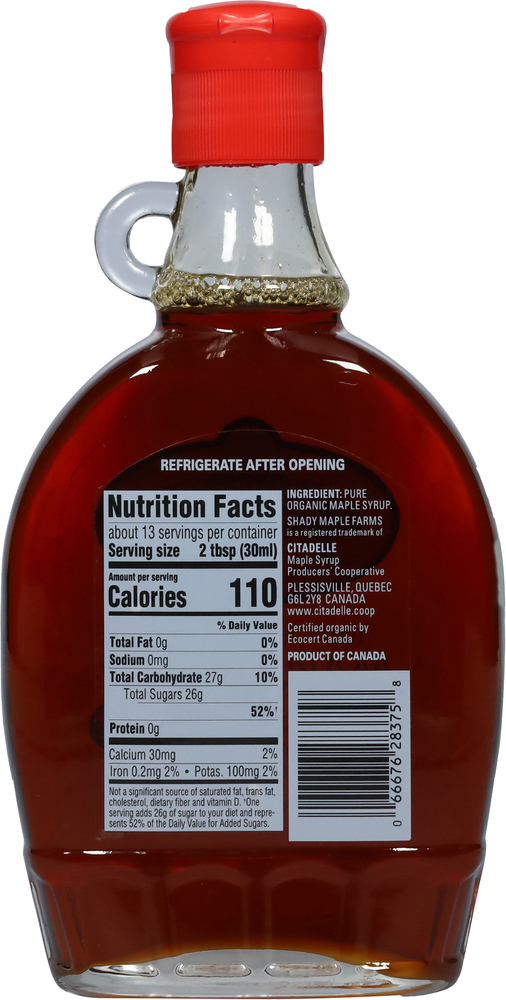 REFRIGERATE AFTER OPENING
Nutrition Facts
about 13 servings per container
Serving size 2 tbsp (30ml)
Amount per serving
Calories 110
% Daily Value
Total Fat 0g 0%
Sodium 0mg 0%
Total Carbohydrate 27g 10%
Total Sugars 26g
52%†
Protein 0g
Calcium 30mg 2%
Iron 0.2mg 2% • Potas. 100mg 2%
Not a significant source of saturated fat, trans fat,
cholesterol, dietary fiber and vitamin D. †One
serving adds 26g of sugar to your diet and repre-
sents 52% of the Daily Value for Added Sugars.
INGREDIENT: PURE
ORGANIC MAPLE SYRUP.
SHADY MAPLE FARMS
is a registered trademark of
CITADELLE
Maple Syrup
Producers' Cooperative
PLESSISVILLE, QUEBEC
G6L 2Y8 CANADA
www.citadelle.coop
Certified organic by
Ecocert Canada
PRODUCT OF CANADA
0 66676 28375 8